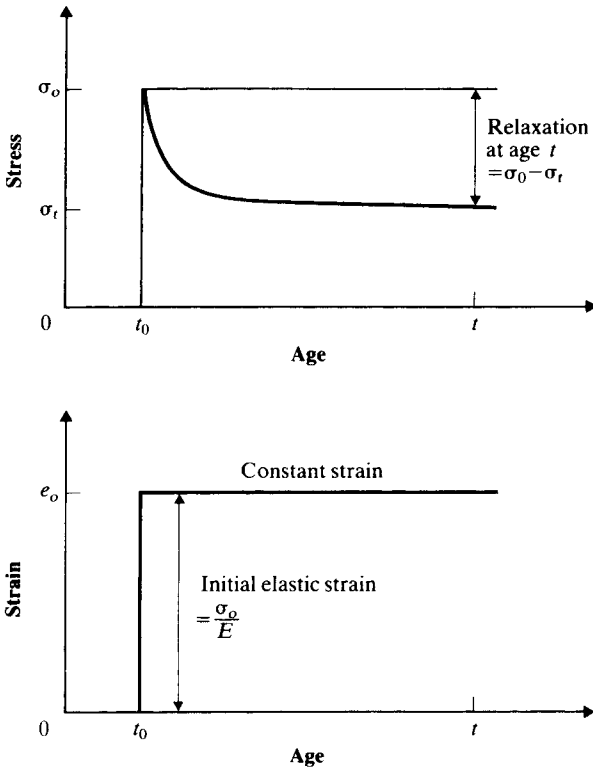 Stress
σₒ
σₜ
Relaxation
at age t
=σ₀−σₜ
0
t₀
t
Age
Strain
eₒ
Constant strain
Initial elastic strain
= σₒ/E
0
t₀
t
Age